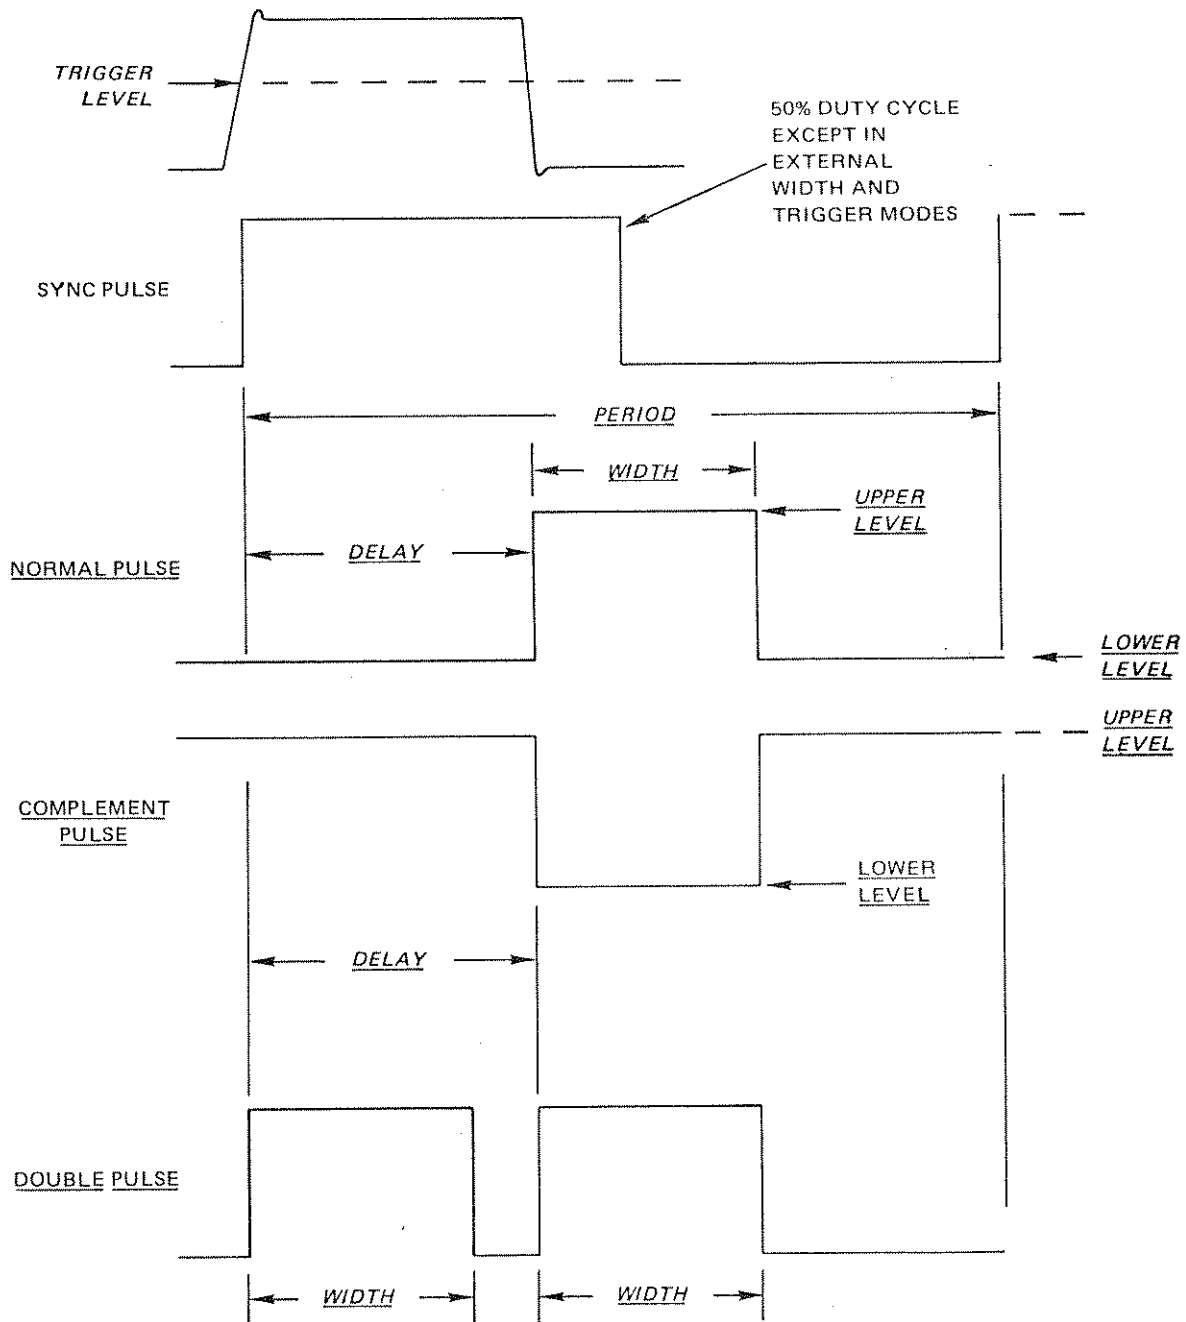 TRIGGER
LEVEL
50% DUTY CYCLE
EXCEPT IN
EXTERNAL
WIDTH AND
TRIGGER MODES
SYNC PULSE
PERIOD
WIDTH
UPPER
LEVEL
DELAY
NORMAL PULSE
LOWER
LEVEL
UPPER
LEVEL
COMPLEMENT
PULSE
LOWER
LEVEL
DELAY
DOUBLE PULSE
WIDTH
WIDTH